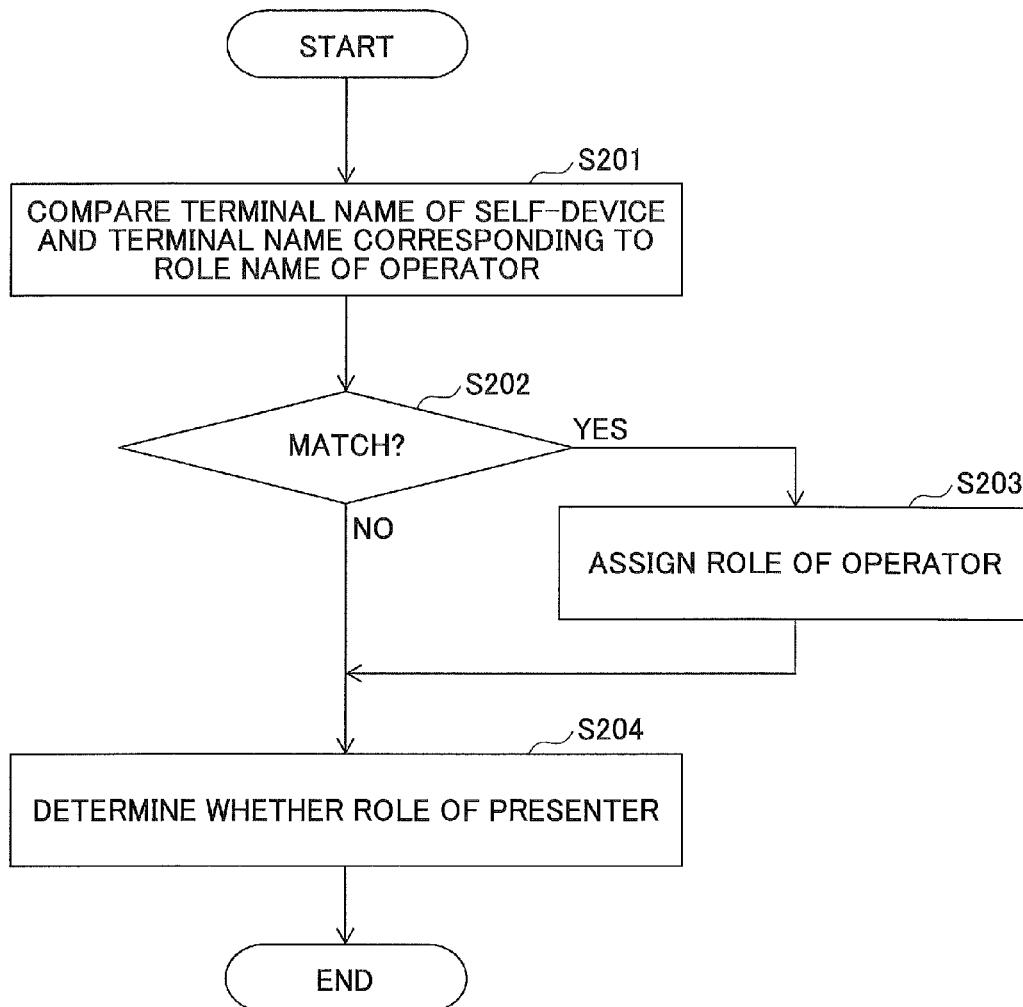 START
S201
COMPARE TERMINAL NAME OF SELF-DEVICE
AND TERMINAL NAME CORRESPONDING TO
ROLE NAME OF OPERATOR
S202
MATCH?
YES
NO
S203
ASSIGN ROLE OF OPERATOR
S204
DETERMINE WHETHER ROLE OF PRESENTER
END